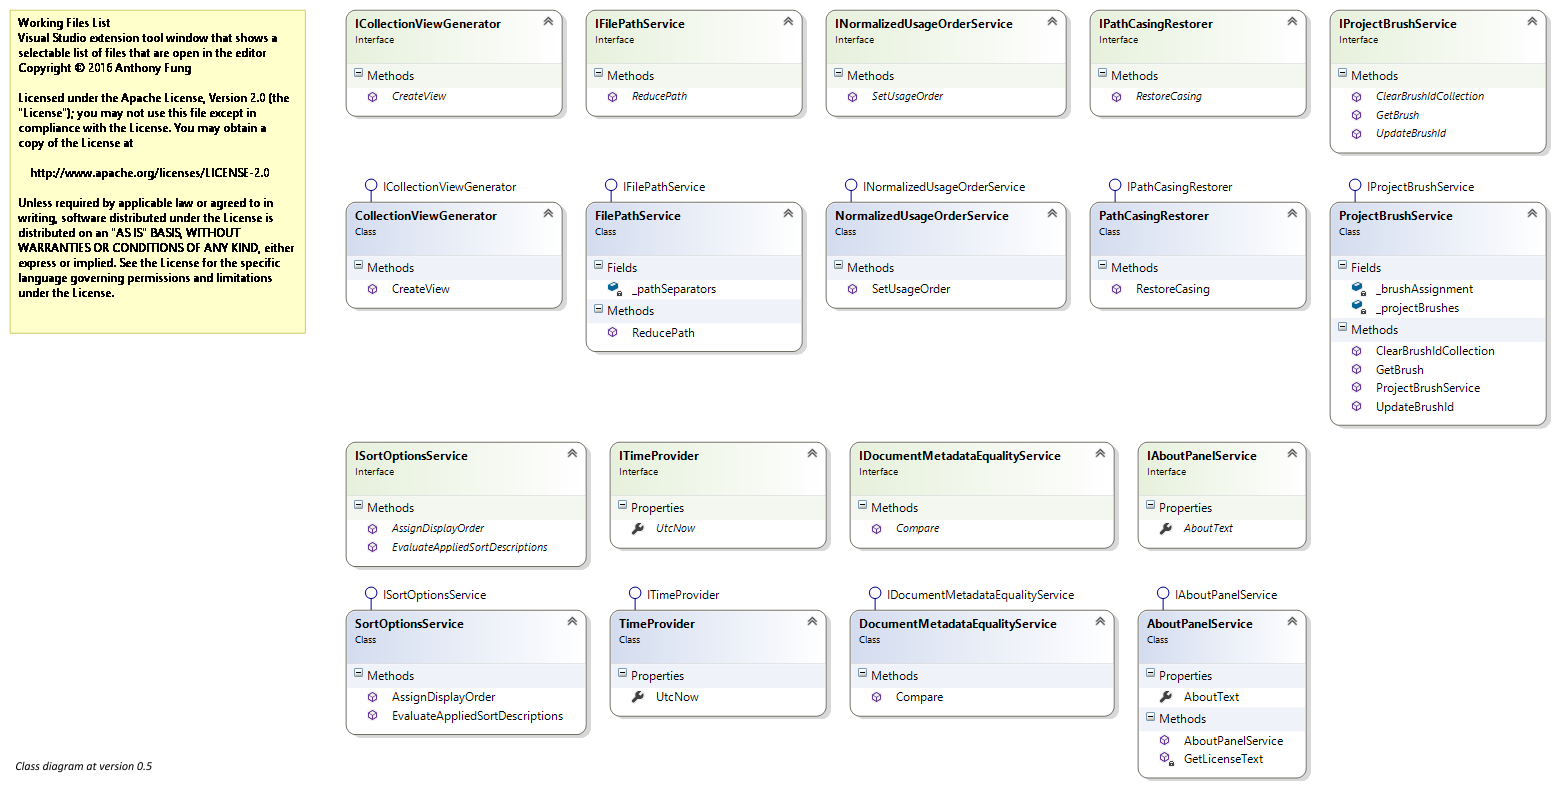 Working Files List
Visual Studio extension tool window that shows a
selectable list of files that are open in the editor
Copyright © 2016 Anthony Fung
Licensed under the Apache License, Version 2.0 (the
"License"); you may not use this file except in
compliance with the License. You may obtain a
copy of the License at
http://www.apache.org/licenses/LICENSE-2.0
Unless required by applicable law or agreed to in
writing, software distributed under the License is
distributed on an "AS IS" BASIS, WITHOUT
WARRANTIES OR CONDITIONS OF ANY KIND, either
express or implied. See the License for the specific
language governing permissions and limitations
under the License.
ICollectionViewGenerator
Interface
Methods
CreateView
IFilePathService
Interface
Methods
ReducePath
INormalizedUsageOrderService
Interface
Methods
SetUsageOrder
IPathCasingRestorer
Interface
Methods
RestoreCasing
IProjectBrushService
Interface
Methods
ClearBrushIdCollection
GetBrush
UpdateBrushId
ICollectionViewGenerator
CollectionViewGenerator
Class
Methods
CreateView
IFilePathService
FilePathService
Class
Fields
_pathSeparators
Methods
ReducePath
INormalizedUsageOrderService
NormalizedUsageOrderService
Class
Methods
SetUsageOrder
IPathCasingRestorer
PathCasingRestorer
Class
Methods
RestoreCasing
IProjectBrushService
ProjectBrushService
Class
Fields
_brushAssignment
_projectBrushes
Methods
ClearBrushIdCollection
GetBrush
ProjectBrushService
UpdateBrushId
ISortOptionsService
Interface
Methods
AssignDisplayOrder
EvaluateAppliedSortDescriptions
ITimeProvider
Interface
Properties
UtcNow
IDocumentMetadataEqualityService
Interface
Methods
Compare
IAboutPanelService
Interface
Properties
AboutText
ISortOptionsService
SortOptionsService
Class
Methods
AssignDisplayOrder
EvaluateAppliedSortDescriptions
ITimeProvider
TimeProvider
Class
Properties
UtcNow
IDocumentMetadataEqualityService
DocumentMetadataEqualityService
Class
Methods
Compare
IAboutPanelService
AboutPanelService
Class
Properties
AboutText
Methods
AboutPanelService
GetLicenseText
Class diagram at version 0.5